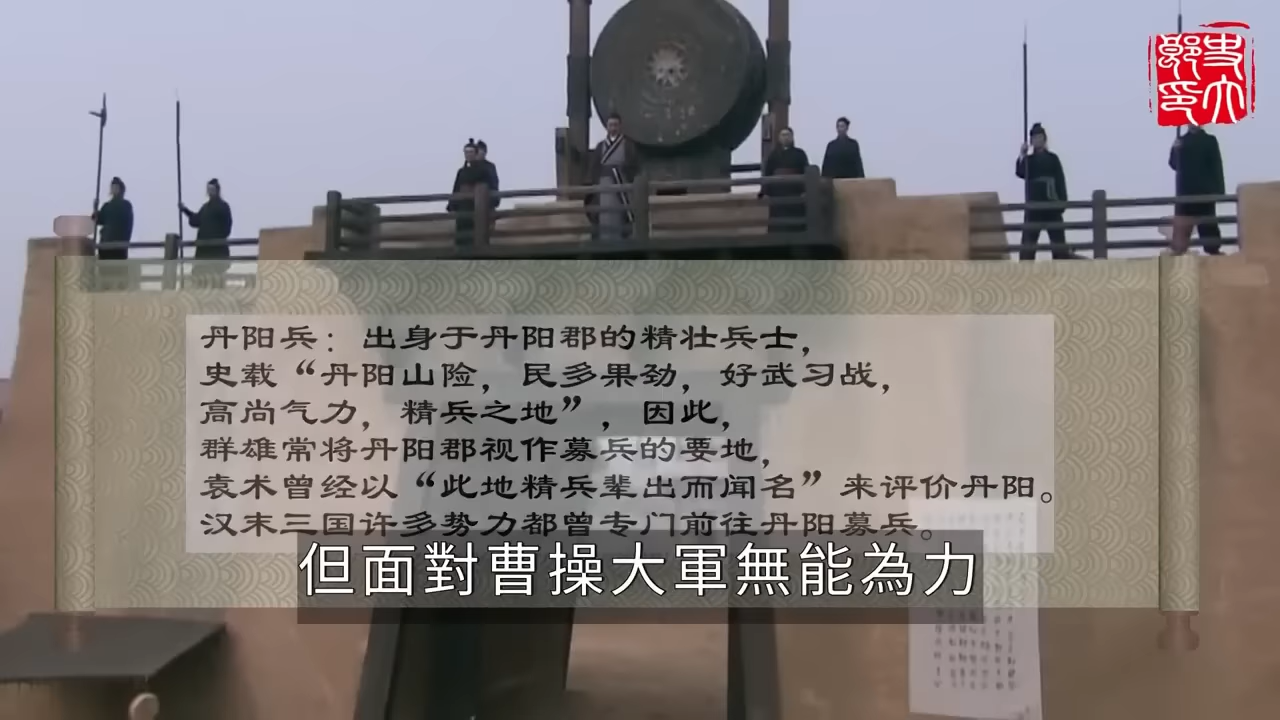 丹阳兵：出身于丹阳郡的精壮兵士，
史载“丹阳山险，民多果劲，好武习战，
高尚气力，精兵之地”，因此，
群雄常将丹阳郡视作募兵的要地，
袁术曾经以“此地精兵辈出而闻名”来评价丹阳。
汉末三国许多势力都曾专门前往丹阳募兵。
但面對曹操大軍無能為力